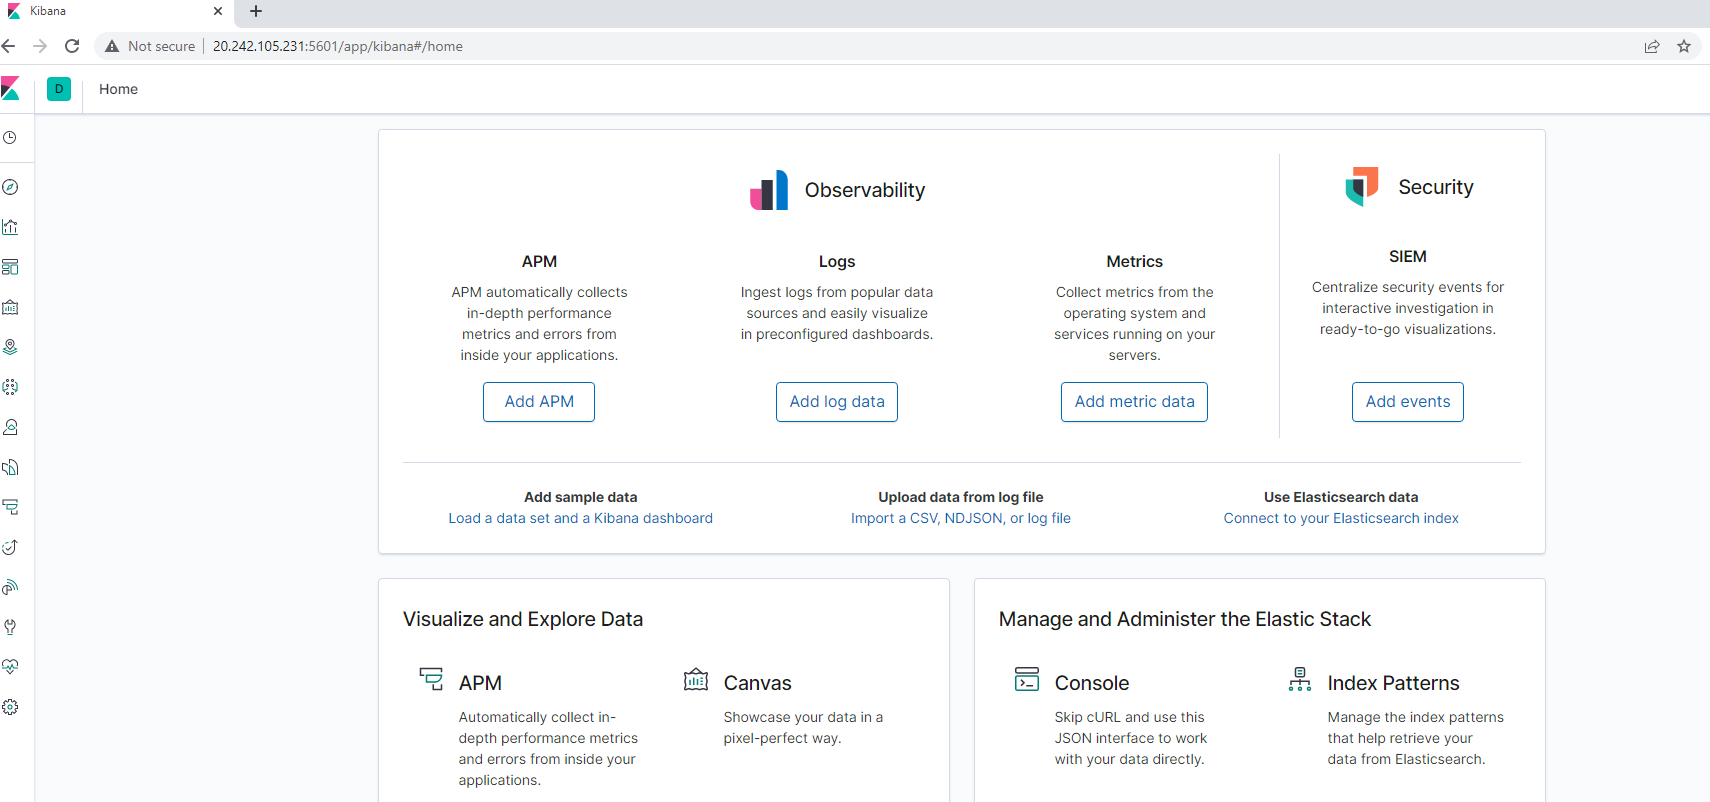 Kibana
Not secure
20.242.105.231:5601/app/kibana#/home
D
Home
Observability
Security
APM
APM automatically collects
in-depth performance
metrics and errors from
inside your applications.
Add APM
Logs
Ingest logs from popular data
sources and easily visualize
in preconfigured dashboards.
Add log data
Metrics
Collect metrics from the
operating system and
services running on your
servers.
Add metric data
SIEM
Centralize security events for
interactive investigation in
ready-to-go visualizations.
Add events
Add sample data
Load a data set and a Kibana dashboard
Upload data from log file
Import a CSV, NDJSON, or log file
Use Elasticsearch data
Connect to your Elasticsearch index
Visualize and Explore Data
APM
Automatically collect in-
depth performance metrics
and errors from inside your
applications.
Canvas
Showcase your data in a
pixel-perfect way.
Manage and Administer the Elastic Stack
Console
Skip cURL and use this
JSON interface to work
with your data directly.
Index Patterns
Manage the index patterns
that help retrieve your
data from Elasticsearch.